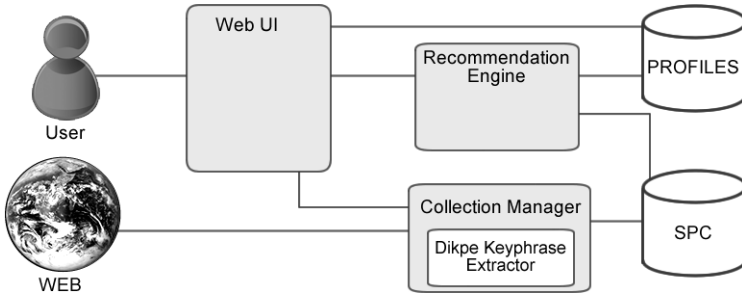 Web UI
Recommendation
Engine
PROFILES
User
Collection Manager
SPC
Dikpe Keyphrase
Extractor
WEB